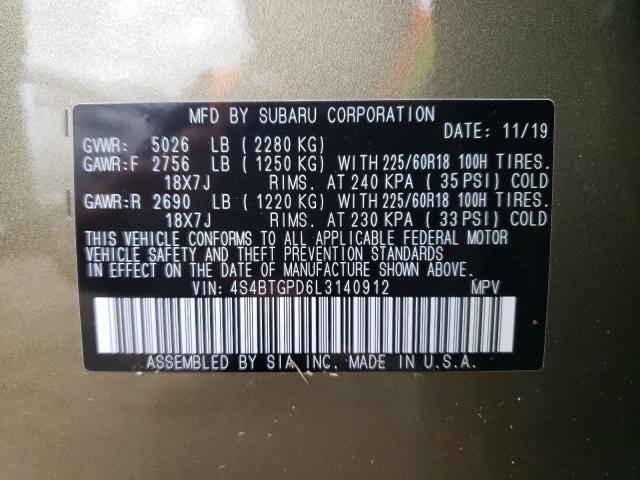 MFD BY SUBARU CORPORATION
DATE: 11/19
GVWR: 5026 LB (2280 KG)
GAWR:F 2756 LB (1250 KG) WITH 225/60R18 100H TIRES.
18X7J RIMS. AT 240 KPA (35 PSI) COLD
GAWR:R 2690 LB (1220 KG) WITH 225/60R18 100H TIRES.
18X7J RIMS. AT 230 KPA (33 PSI) COLD
THIS VEHICLE CONFORMS TO ALL APPLICABLE FEDERAL MOTOR
VEHICLE SAFETY AND THEFT PREVENTION STANDARDS
IN EFFECT ON THE DATE OF MANUFACTURE SHOWN ABOVE.
VIN: 4S4BTGPD6L3140912 MPV
ASSEMBLED BY SIA, INC. MADE IN U.S.A.